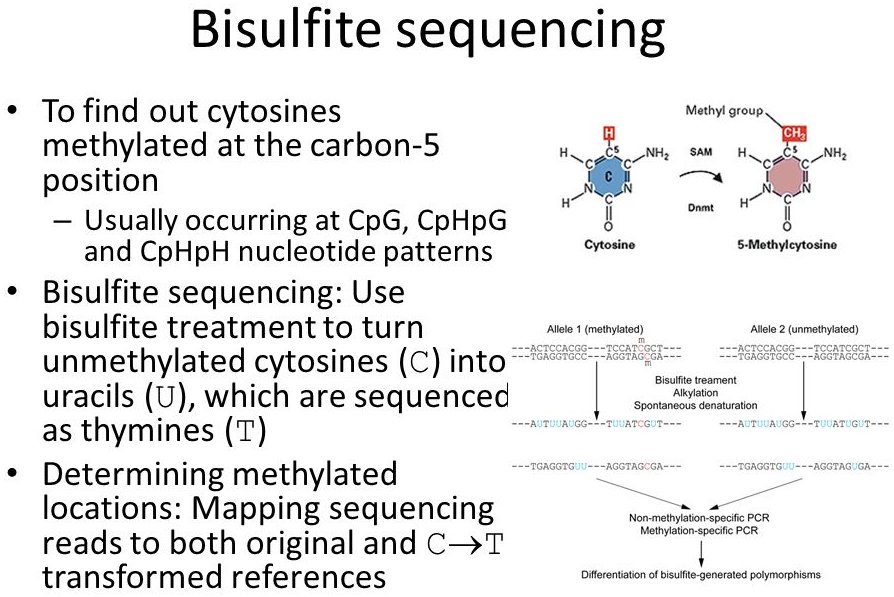 Bisulfite sequencing
• To find out cytosines
methylated at the carbon-5
position
– Usually occurring at CpG, CpHpG
and CpHpH nucleotide patterns
• Bisulfite sequencing: Use
bisulfite treatment to turn
unmethylated cytosines (C) into
uracils (U), which are sequenced
as thymines (T)
• Determining methylated
locations: Mapping sequencing
reads to both original and C→T
transformed references
Methyl group
H
CH3
H
C
5
C
NH2
C
C
N
N
H
C
O
Cytosine
SAM
Dnmt
H
C
5
C
NH2
C
N
N
H
C
O
5-Methylcytosine
Allele 1 (methylated)
m
---ACTCCACGG---TCCATCGCT---
---TGAGGTGCC---AGGTAGCGA---
m
Allele 2 (unmethylated)
---ACTCCACGG---TCCATCGCT---
---TGAGGTGCC---AGGTAGCGA---
Bisulfite treament
Alkylation
Spontaneous denaturation
---AUTUUAUGG---TUUATCGUT---
---AUTUUAUGG---TUUATUGUT---
---TGAGGTGUU---AGGTAGCGA---
---TGAGGTGUU---AGGTAGUGA---
Non-methylation-specific PCR
Methylation-specific PCR
Differentiation of bisulfite-generated polymorphisms